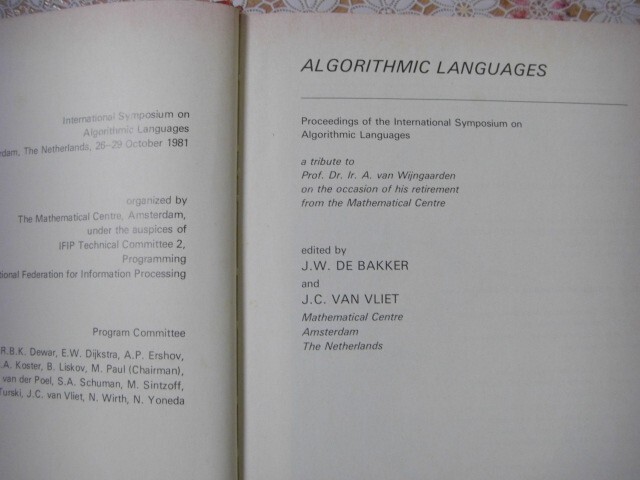 International Symposium on
Algorithmic Languages
The Netherlands, 26-29 October 1981
organized by
The Mathematical Centre, Amsterdam,
under the auspices of
IFIP Technical Committee 2,
Programming
Federation for Information Processing
Program Committee
R.B.K. Dewar, E.W. Dijkstra, A.P. Ershov,
Koster, B. Liskov, M. Paul (Chairman),
van der Poel, S.A. Schuman, M. Sintzoff,
Turski, J.C. van Vliet, N. Wirth, N. Yoneda
ALGORITHMIC LANGUAGES
Proceedings of the International Symposium on
Algorithmic Languages
a tribute to
Prof. Dr. Ir. A. van Wijngaarden
on the occasion of his retirement
from the Mathematical Centre
edited by
J.W. DE BAKKER
and
J.C. VAN VLIET
Mathematical Centre
Amsterdam
The Netherlands